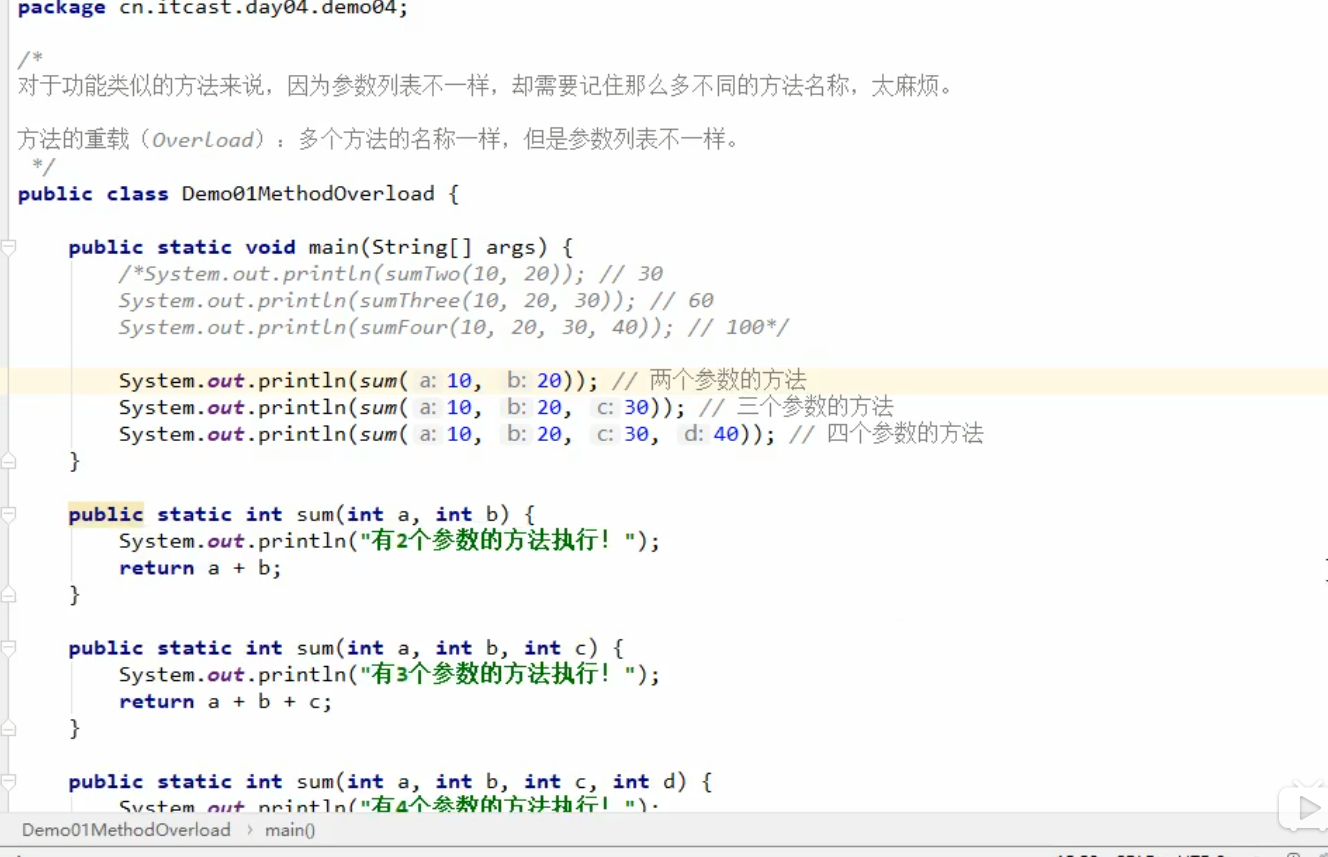 package cn.itcast.day04.demo04;
/*
对于功能类似的方法来说，因为参数列表不一样，却需要记住那么多不同的方法名称，太麻烦。
方法的重载（Overload）：多个方法的名称一样，但是参数列表不一样。
*/
public class Demo01MethodOverload {
public static void main(String[] args) {
/*System.out.println(sumTwo(10, 20)); // 30
System.out.println(sumThree(10, 20, 30)); // 60
System.out.println(sumFour(10, 20, 30, 40)); // 100*/
System.out.println(sum( a: 10, b: 20)); // 两个参数的方法
System.out.println(sum( a: 10, b: 20, c: 30)); // 三个参数的方法
System.out.println(sum( a: 10, b: 20, c: 30, d: 40)); // 四个参数的方法
}
public static int sum(int a, int b) {
System.out.println("有2个参数的方法执行！");
return a + b;
}
public static int sum(int a, int b, int c) {
System.out.println("有3个参数的方法执行！");
return a + b + c;
}
public static int sum(int a, int b, int c, int d) {
System.out.println("有4个参数的方法执行！");
Demo01MethodOverload › main()